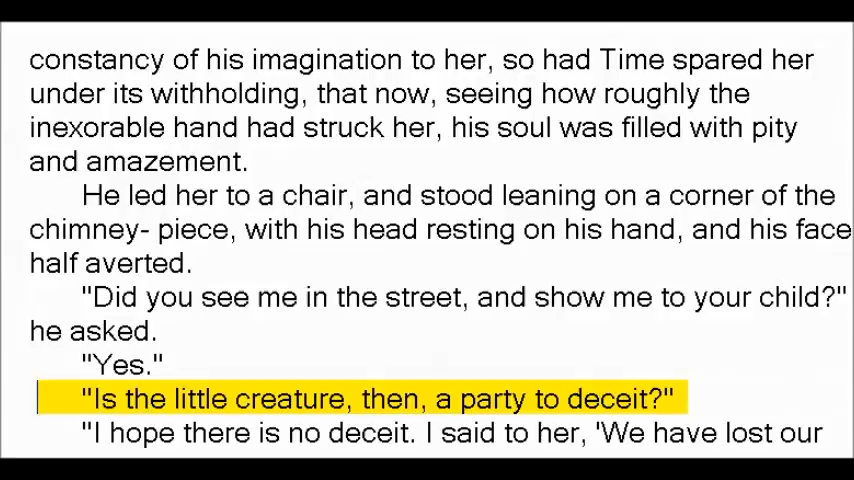 constancy of his imagination to her, so had Time spared her
under its withholding, that now, seeing how roughly the
inexorable hand had struck her, his soul was filled with pity
and amazement.
He led her to a chair, and stood leaning on a corner of the
chimney- piece, with his head resting on his hand, and his face
half averted.
"Did you see me in the street, and show me to your child?"
he asked.
"Yes."
"Is the little creature, then, a party to deceit?"
"I hope there is no deceit. I said to her, 'We have lost our